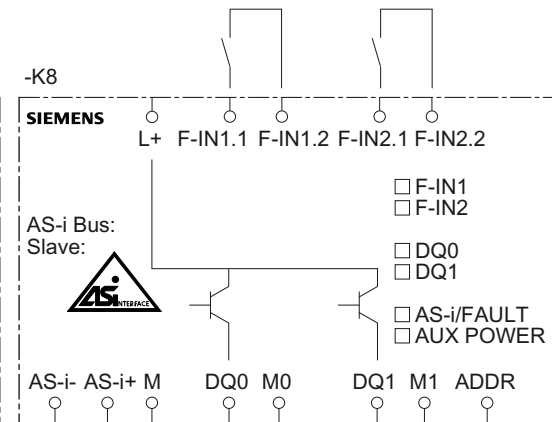 -K8
SIEMENS
L+ F-IN1.1 F-IN1.2 F-IN2.1 F-IN2.2
F-IN1
F-IN2
AS-i Bus:
Slave:
DQ0
DQ1
ASi
INTERFACE
AS-i/FAULT
AUX POWER
AS-i- AS-i+ M DQ0 M0 DQ1 M1 ADDR